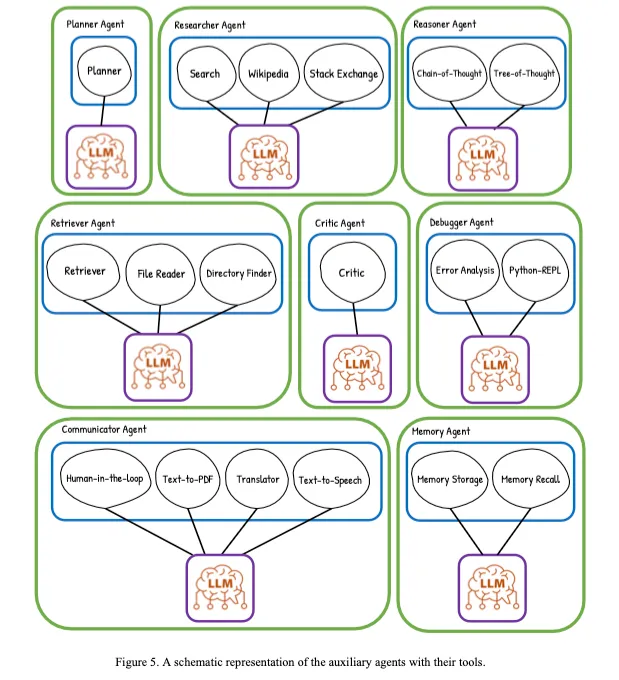 Planner Agent
Planner
LLM
Researcher Agent
Search
Wikipedia
Stack Exchange
LLM
Reasoner Agent
Chain-of-Thought
Tree-of-Thought
LLM
Retriever Agent
Retriever
File Reader
Directory Finder
LLM
Critic Agent
Critic
LLM
Debugger Agent
Error Analysis
Python-REPL
LLM
Communicator Agent
Human-in-the-loop
Text-to-PDF
Translator
Text-to-Speech
LLM
Memory Agent
Memory Storage
Memory Recall
LLM
Figure 5. A schematic representation of the auxiliary agents with their tools.